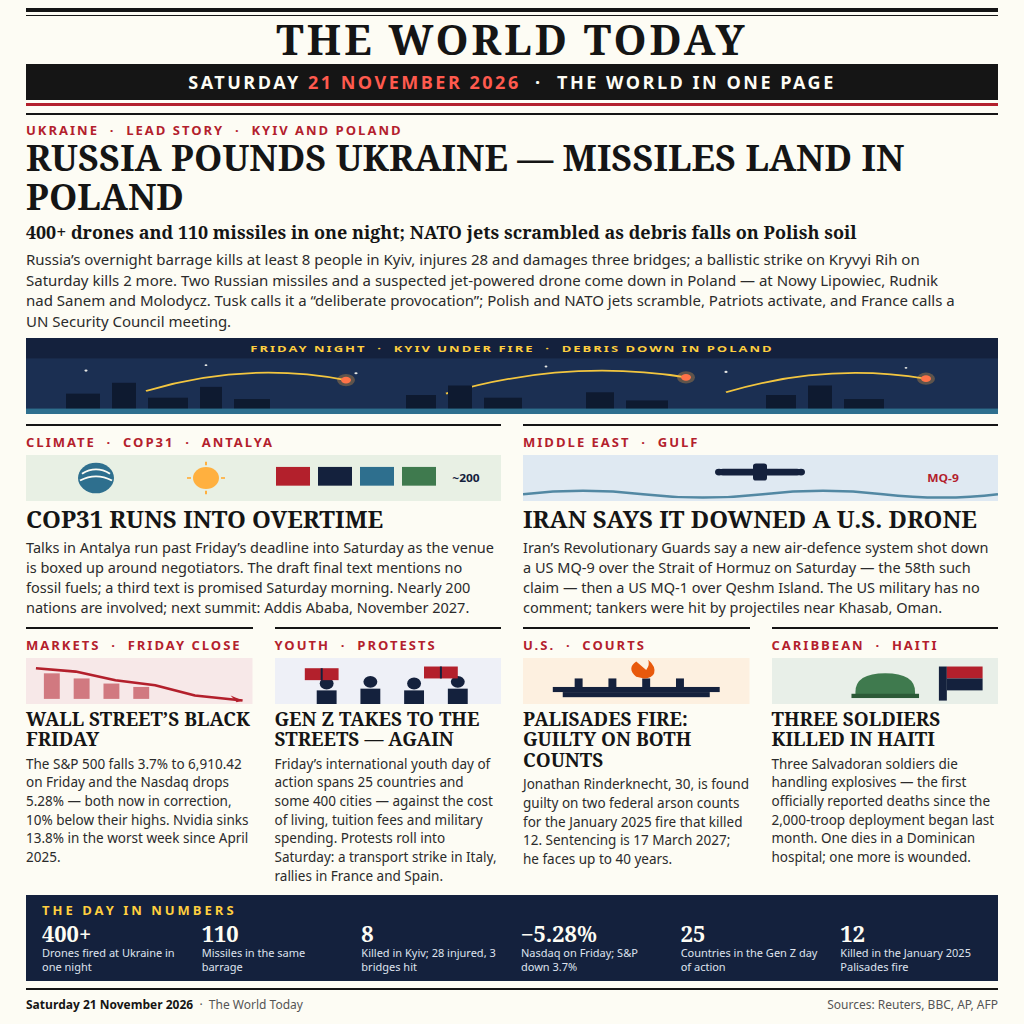 THE WORLD TODAY
SATURDAY 21 NOVEMBER 2026 · THE WORLD IN ONE PAGE
UKRAINE · LEAD STORY · KYIV AND POLAND
RUSSIA POUNDS UKRAINE — MISSILES LAND IN
POLAND
400+ drones and 110 missiles in one night; NATO jets scrambled as debris falls on Polish soil
Russia’s overnight barrage kills at least 8 people in Kyiv, injures 28 and damages three bridges; a ballistic strike on Kryvyi Rih on
Saturday kills 2 more. Two Russian missiles and a suspected jet-powered drone come down in Poland — at Nowy Lipowiec, Rudnik
nad Sanem and Molodycz. Tusk calls it a “deliberate provocation”; Polish and NATO jets scramble, Patriots activate, and France calls a
UN Security Council meeting.
FRIDAY NIGHT · KYIV UNDER FIRE · DEBRIS DOWN IN POLAND
CLIMATE · COP31 · ANTALYA
~200
COP31 RUNS INTO OVERTIME
Talks in Antalya run past Friday’s deadline into Saturday as the venue
is boxed up around negotiators. The draft final text mentions no
fossil fuels; a third text is promised Saturday morning. Nearly 200
nations are involved; next summit: Addis Ababa, November 2027.
MIDDLE EAST · GULF
MQ-9
IRAN SAYS IT DOWNED A U.S. DRONE
Iran’s Revolutionary Guards say a new air-defence system shot down
a US MQ-9 over the Strait of Hormuz on Saturday — the 58th such
claim — then a US MQ-1 over Qeshm Island. The US military has no
comment; tankers were hit by projectiles near Khasab, Oman.
MARKETS · FRIDAY CLOSE
WALL STREET’S BLACK
FRIDAY
The S&P 500 falls 3.7% to 6,910.42
on Friday and the Nasdaq drops
5.28% — both now in correction,
10% below their highs. Nvidia sinks
13.8% in the worst week since April
2025.
YOUTH · PROTESTS
GEN Z TAKES TO THE
STREETS — AGAIN
Friday’s international youth day of
action spans 25 countries and
some 400 cities — against the cost
of living, tuition fees and military
spending. Protests roll into
Saturday: a transport strike in Italy,
rallies in France and Spain.
U.S. · COURTS
PALISADES FIRE:
GUILTY ON BOTH
COUNTS
Jonathan Rinderknecht, 30, is found
guilty on two federal arson counts
for the January 2025 fire that killed
12. Sentencing is 17 March 2027;
he faces up to 40 years.
CARIBBEAN · HAITI
THREE SOLDIERS
KILLED IN HAITI
Three Salvadoran soldiers die
handling explosives — the first
officially reported deaths since the
2,000-troop deployment began last
month. One dies in a Dominican
hospital; one more is wounded.
THE DAY IN NUMBERS
400+
Drones fired at Ukraine in
one night
110
Missiles in the same
barrage
8
Killed in Kyiv; 28 injured, 3
bridges hit
−5.28%
Nasdaq on Friday; S&P
down 3.7%
25
Countries in the Gen Z day
of action
12
Killed in the January 2025
Palisades fire
Saturday 21 November 2026 · The World Today
Sources: Reuters, BBC, AP, AFP